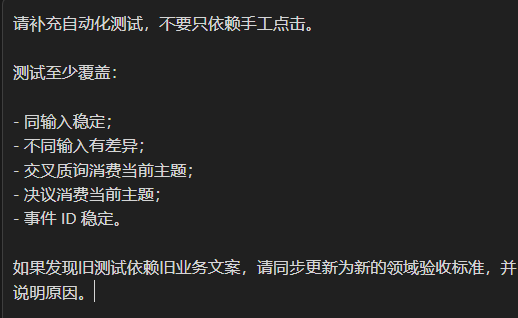 请补充自动化测试，不要只依赖手工点击。
测试至少覆盖：
- 同输入稳定；
- 不同输入有差异；
- 交叉质询消费当前主题；
- 决议消费当前主题；
- 事件 ID 稳定。
如果发现旧测试依赖旧业务文案，请同步更新为新的领域验收标准，并
说明原因。